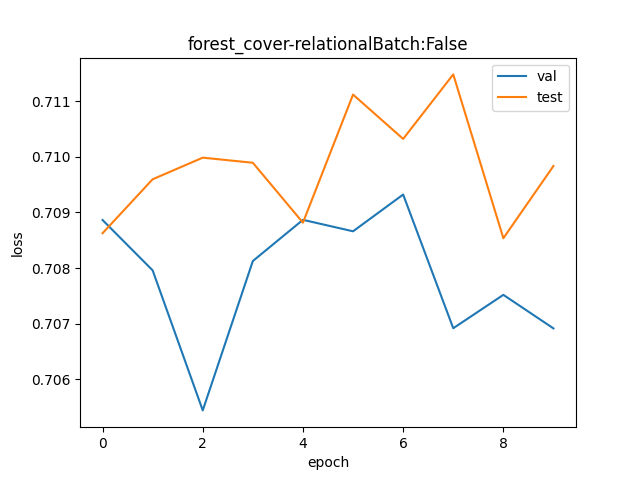 forest_cover-relationalBatch:False
val
test
0.711
0.710
0.709
0.708
0.707
0.706
loss
0
2
4
6
8
epoch